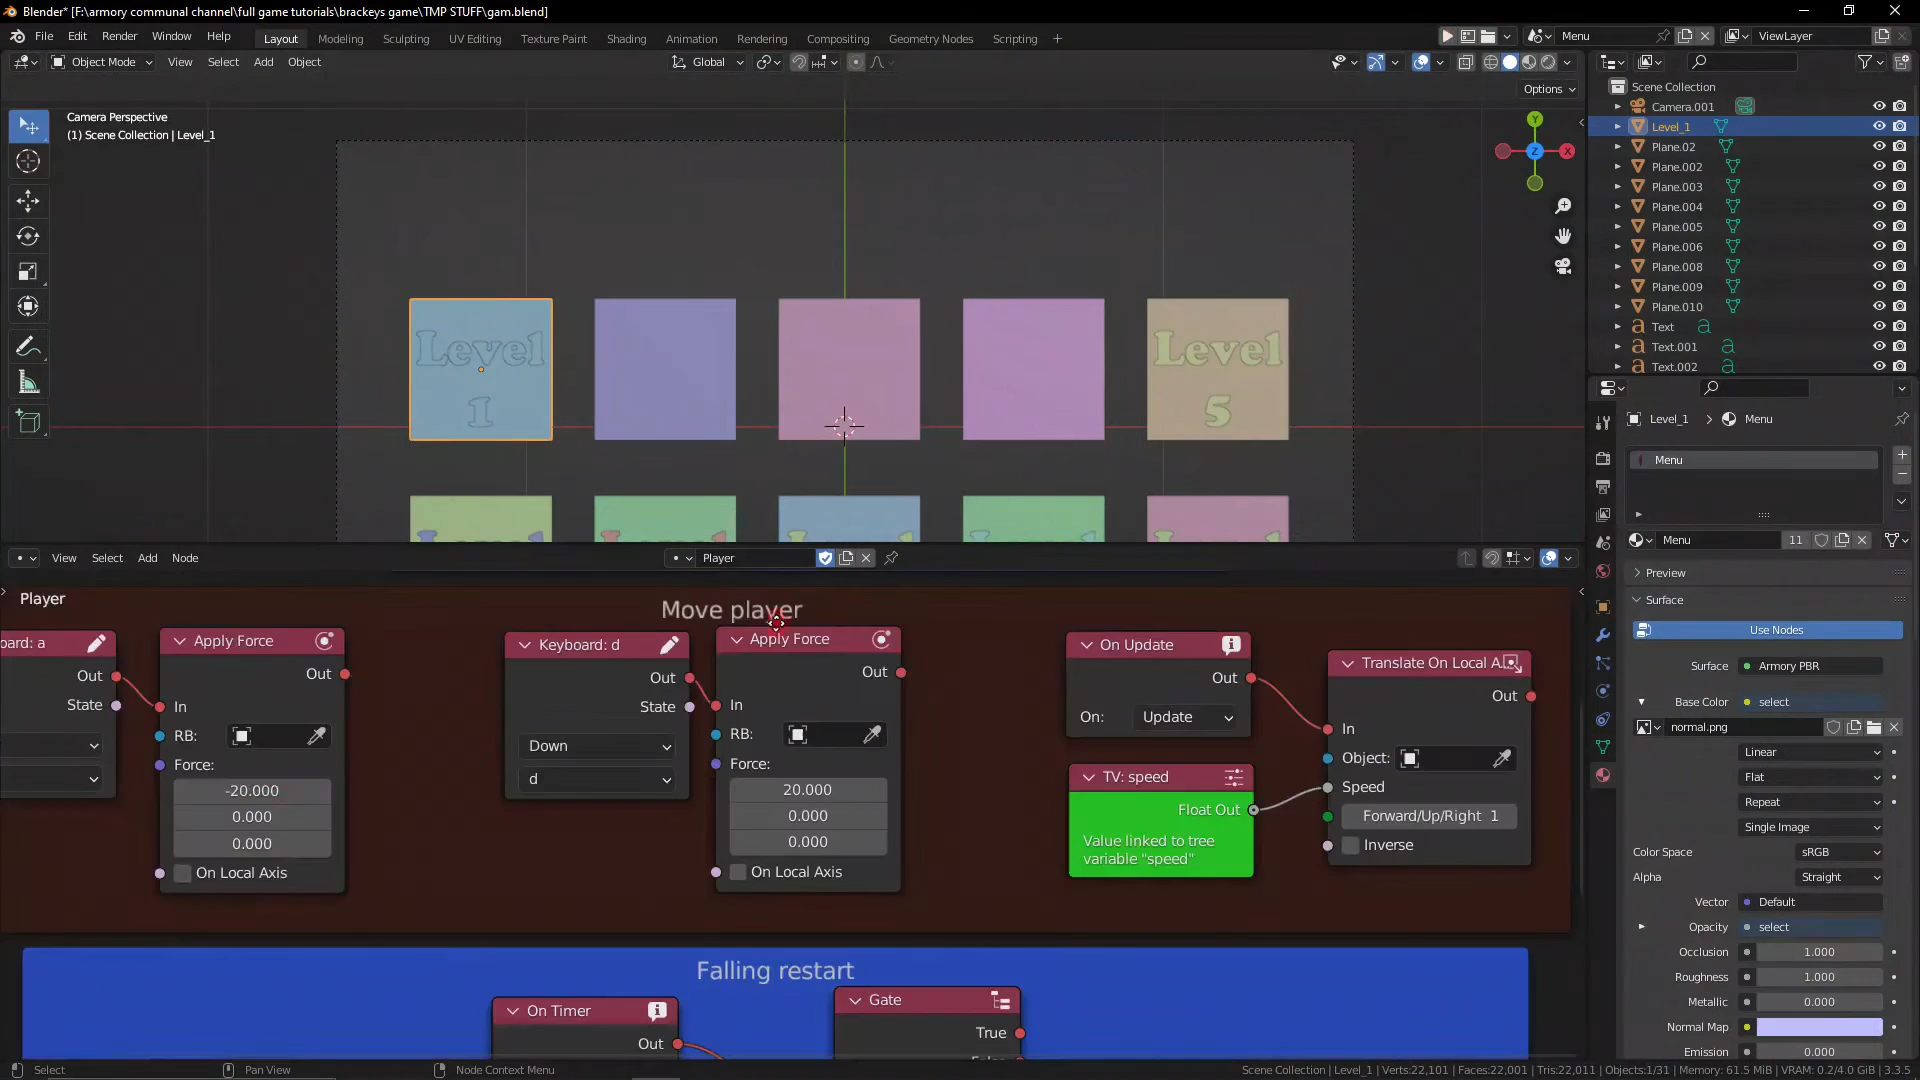 Blender* [F:\armory communal channel\full game tutorials\brackeys game\TMP STUFF\gam.blend]
File Edit Render Window Help Layout Modeling Sculpting UV Editing Texture Paint Shading Animation Rendering Compositing Geometry Nodes Scripting + Menu ViewLayer
Object Mode View Select Add Object Global
Options
Camera Perspective
(1) Scene Collection | Level_1
Y
Z
X
Level
1
Level
5
Scene Collection
Camera.001
Level_1
Plane.02
Plane.002
Plane.003
Plane.004
Plane.005
Plane.006
Plane.008
Plane.009
Plane.010
Text
Text.001
Text.002
Level_1 > Menu
Menu
Menu 11
Preview
Surface
Use Nodes
Surface Armory PBR
Base Color select
normal.png
Linear
Flat
Repeat
Single Image
Color Space sRGB
Alpha Straight
Vector Default
Opacity select
Occlusion 1.000
Roughness 1.000
Metallic 0.000
Normal Map
Emission 0.000
View Select Add Node Player
Player
Move player
oard: a
Out
State
Apply Force
Out
In
RB:
Force:
-20.000
0.000
0.000
On Local Axis
Keyboard: d
Out
State
Down
d
Apply Force
Out
In
RB:
Force:
20.000
0.000
0.000
On Local Axis
On Update
Out
On: Update
TV: speed
Float Out
Value linked to tree
variable "speed"
Translate On Local A...
Out
In
Object:
Speed
Forward/Up/Right 1
Inverse
Falling restart
On Timer
Out
Gate
True
Select Pan View Node Context Menu
Scene Collection | Level_1 | Verts:22,101 | Faces:22,001 | Tris:22,011 | Objects:1/31 | Memory: 61.5 MiB | VRAM: 0.2/4.0 GiB | 3.3.5